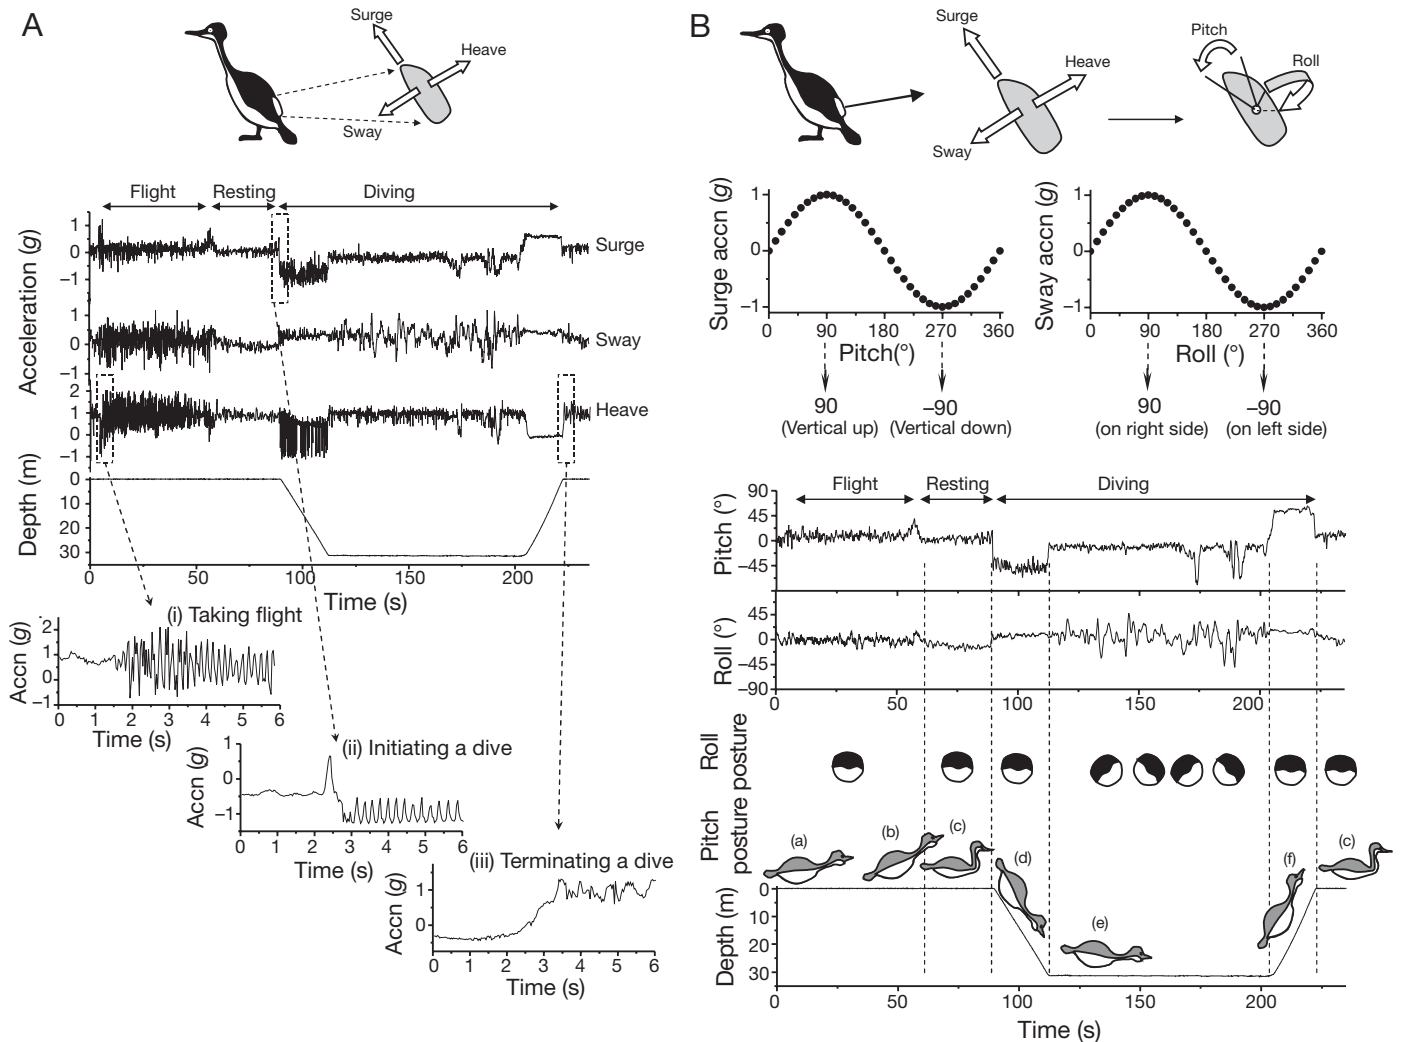 A
Surge
Heave
Sway
Flight
Resting
Diving
Acceleration (g)
1
0
−1
Surge
1
0
−1
Sway
2
1
0
−1
Heave
Depth (m)
0
10
20
30
0
50
100
150
200
Time (s)
(i) Taking flight
Accn (g)
2
1
0
−1
0
1
2
3
4
5
6
Time (s)
(ii) Initiating a dive
Accn (g)
1
0
−1
0
1
2
3
4
5
6
Time (s)
(iii) Terminating a dive
Accn (g)
1
0
0
1
2
3
4
5
6
Time (s)
B
Surge
Heave
Sway
Pitch
Roll
Surge accn (g)
1
0
−1
0
90
180
270
360
Pitch(°)
90
(Vertical up)
−90
(Vertical down)
Sway accn (g)
1
0
−1
0
90
180
270
360
Roll (°)
90
(on right side)
−90
(on left side)
Flight
Resting
Diving
Pitch (°)
90
45
0
−45
Roll (°)
45
0
−45
−90
0
50
100
150
200
Roll
posture
Pitch
posture
(a)
(b)
(c)
(d)
(e)
(f)
(c)
Depth (m)
0
10
20
30
0
50
100
150
200
Time (s)